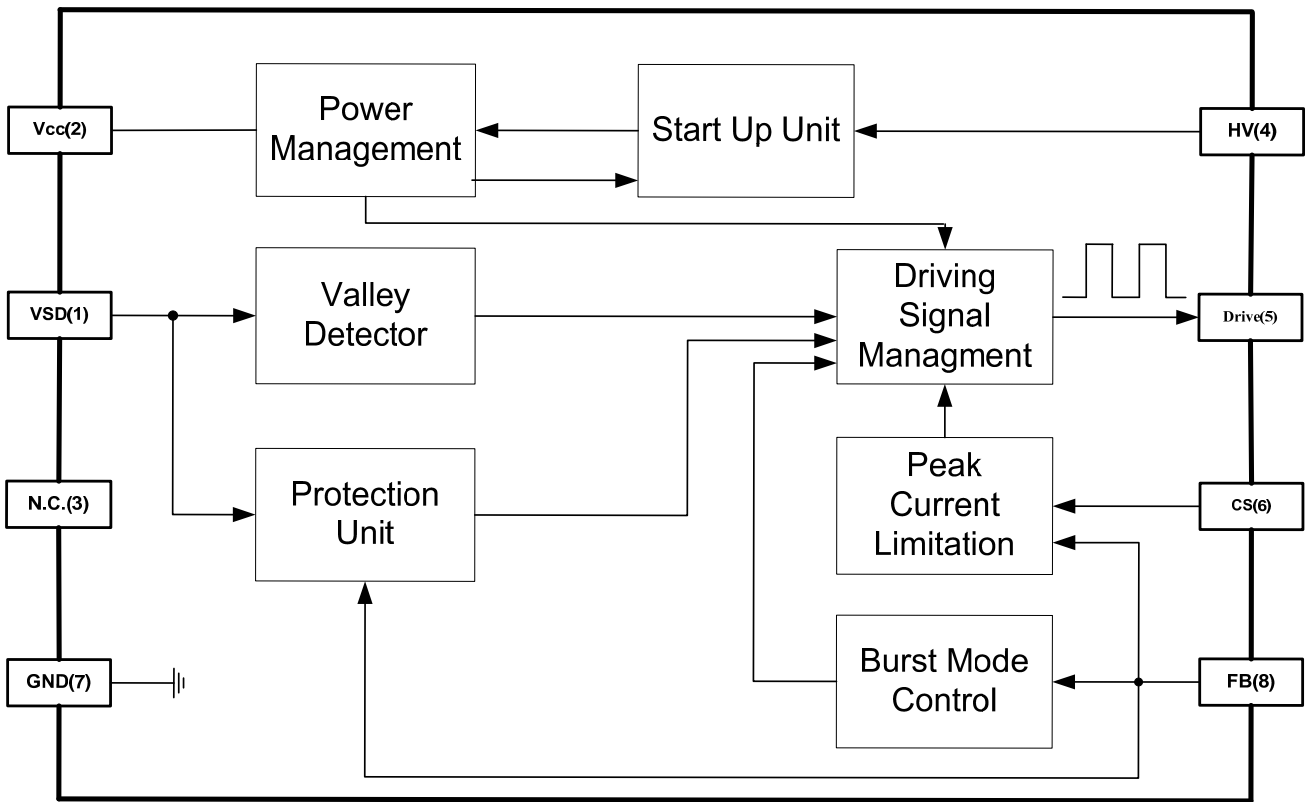 Power
Management
Start Up Unit
Vcc(2)
HV(4)
Valley
Detector
Driving
Signal
Managment
VSD(1)
Drive(5)
Protection
Unit
Peak
Current
Limitation
N.C.(3)
CS(6)
Burst Mode
Control
GND(7)
FB(8)